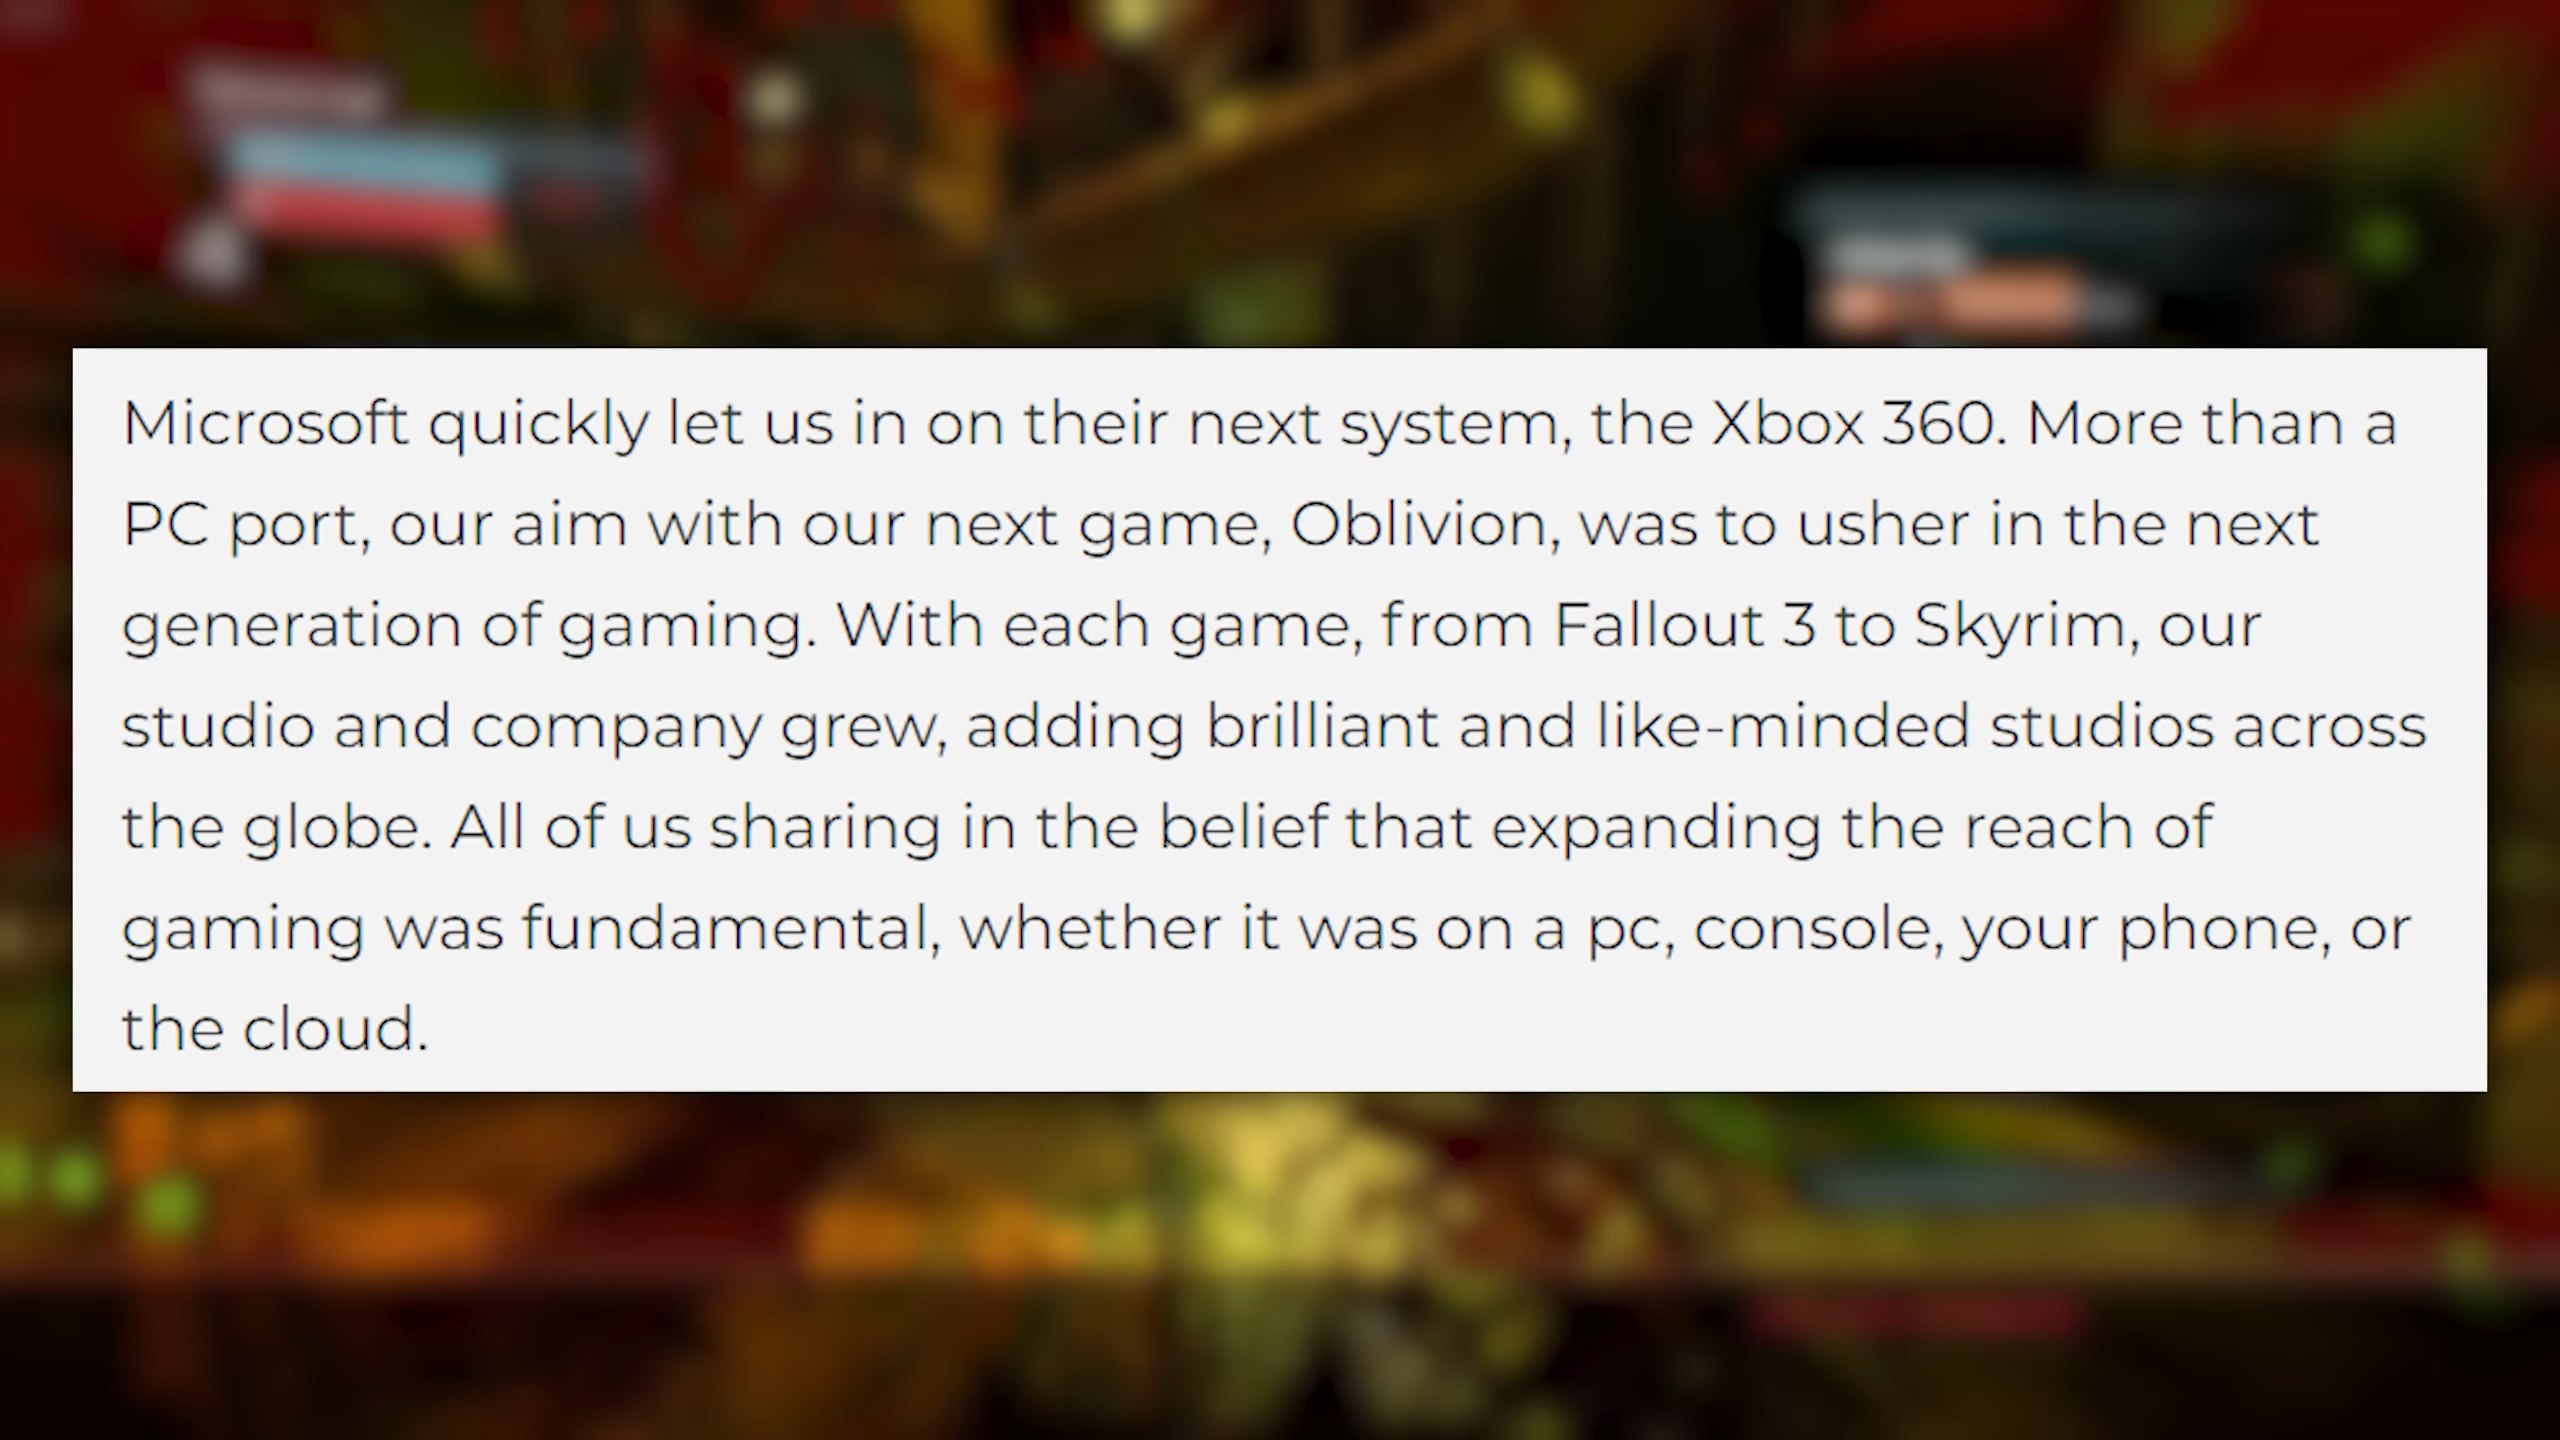 Microsoft quickly let us in on their next system, the Xbox 360. More than a
PC port, our aim with our next game, Oblivion, was to usher in the next
generation of gaming. With each game, from Fallout 3 to Skyrim, our
studio and company grew, adding brilliant and like-minded studios across
the globe. All of us sharing in the belief that expanding the reach of
gaming was fundamental, whether it was on a pc, console, your phone, or
the cloud.